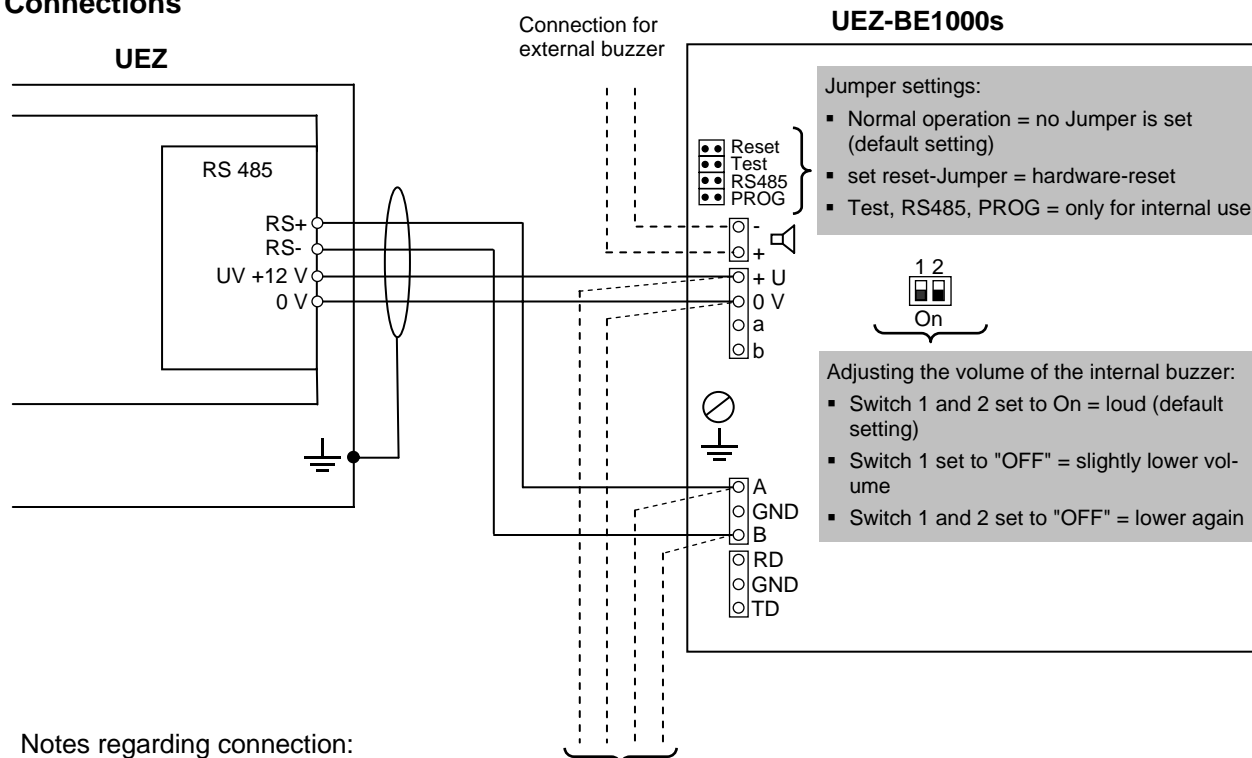 Connections
UEZ
Connection for
external buzzer
UEZ-BE1000s
RS 485
RS+
RS-
UV +12 V
0 V
Reset
Test
RS485
PROG
-
+
+ U
0 V
a
b
A
GND
B
RD
GND
TD
Jumper settings:
▪ Normal operation = no Jumper is set
(default setting)
▪ set reset-Jumper = hardware-reset
▪ Test, RS485, PROG = only for internal use
1 2
On
Adjusting the volume of the internal buzzer:
▪ Switch 1 and 2 set to On = loud (default
setting)
▪ Switch 1 set to "OFF" = slightly lower vol-
ume
▪ Switch 1 and 2 set to "OFF" = lower again
Notes regarding connection: